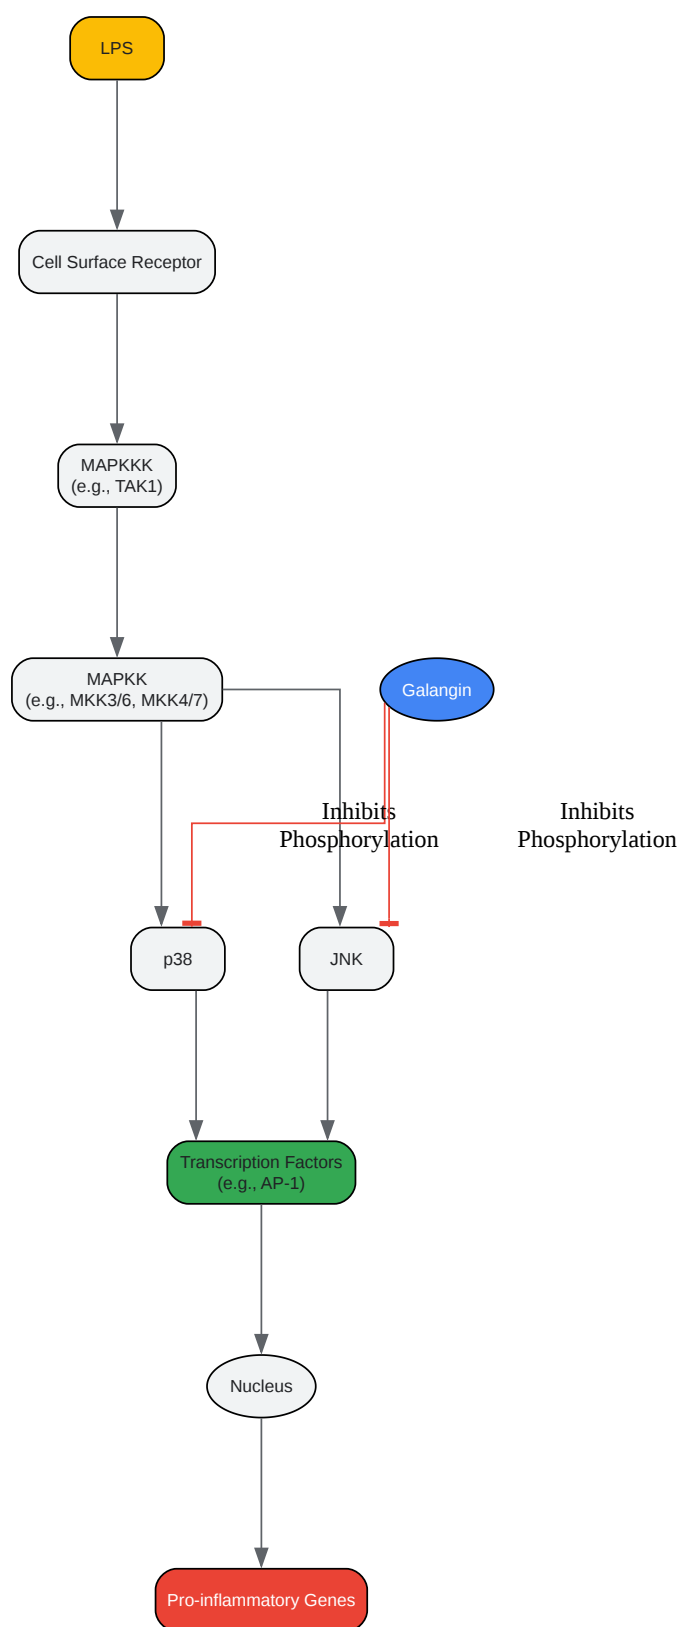 LPS
Cell Surface Receptor
MAPKKK
(e.g., TAK1)
MAPKK
(e.g., MKK3/6, MKK4/7)
Galangin
Inhibits
Phosphorylation
Inhibits
Phosphorylation
p38
JNK
Transcription Factors
(e.g., AP-1)
Nucleus
Pro-inflammatory Genes